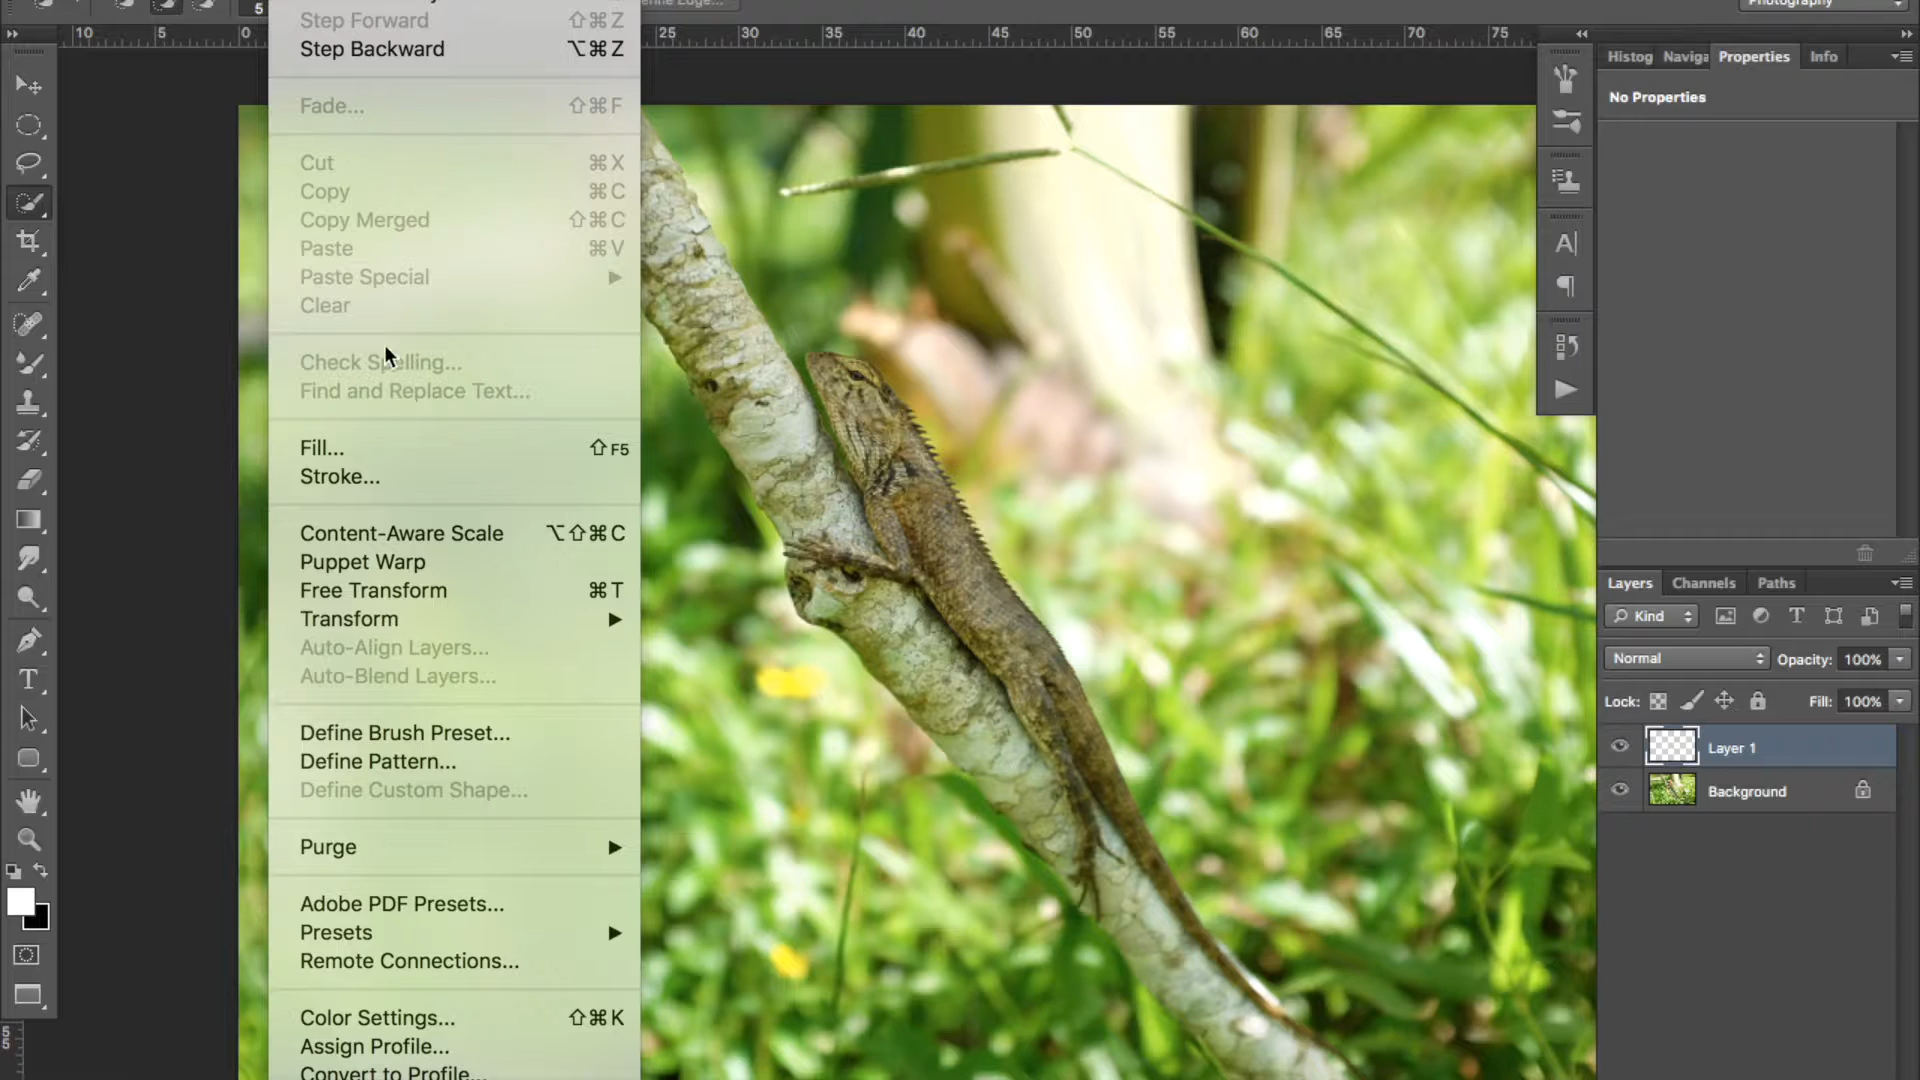 5
Photography
10 5 0 25 30 35 40 45 50 55 60 65 70 75
Step Forward ⇧⌘Z
Step Backward ⌥⌘Z
Fade... ⇧⌘F
Cut ⌘X
Copy ⌘C
Copy Merged ⇧⌘C
Paste ⌘V
Paste Special ▶
Clear
Check Spelling...
Find and Replace Text...
Fill... ⇧F5
Stroke...
Content-Aware Scale ⌥⇧⌘C
Puppet Warp
Free Transform ⌘T
Transform ▶
Auto-Align Layers...
Auto-Blend Layers...
Define Brush Preset...
Define Pattern...
Define Custom Shape...
Purge ▶
Adobe PDF Presets...
Presets ▶
Remote Connections...
Color Settings... ⇧⌘K
Assign Profile...
Convert to Profile...
5
5
Histog Naviga Properties Info
No Properties
Layers Channels Paths
Kind
Normal Opacity: 100%
Lock: Fill: 100%
Layer 1
Background